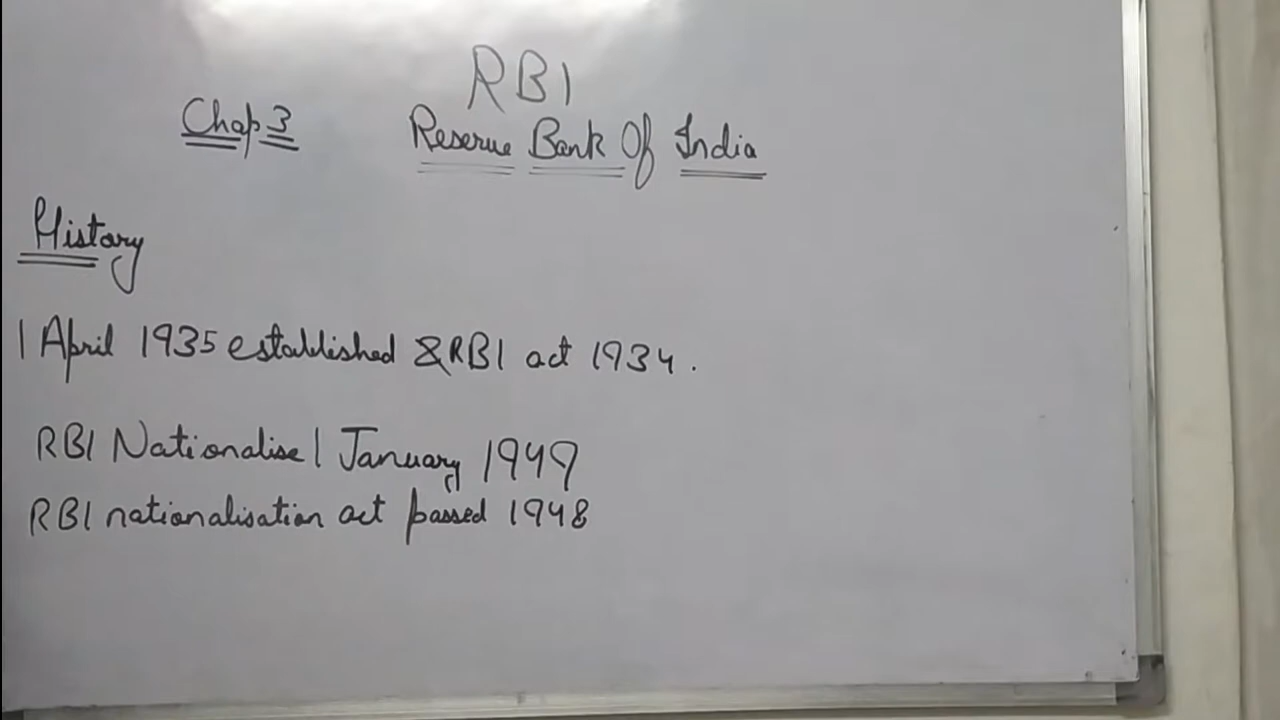 RBI
Chap 3 Reserve Bank Of India
History
1 April 1935 established & RBI act 1934.
RBI Nationalise 1 January 1949
RBI nationalisation act passed 1948